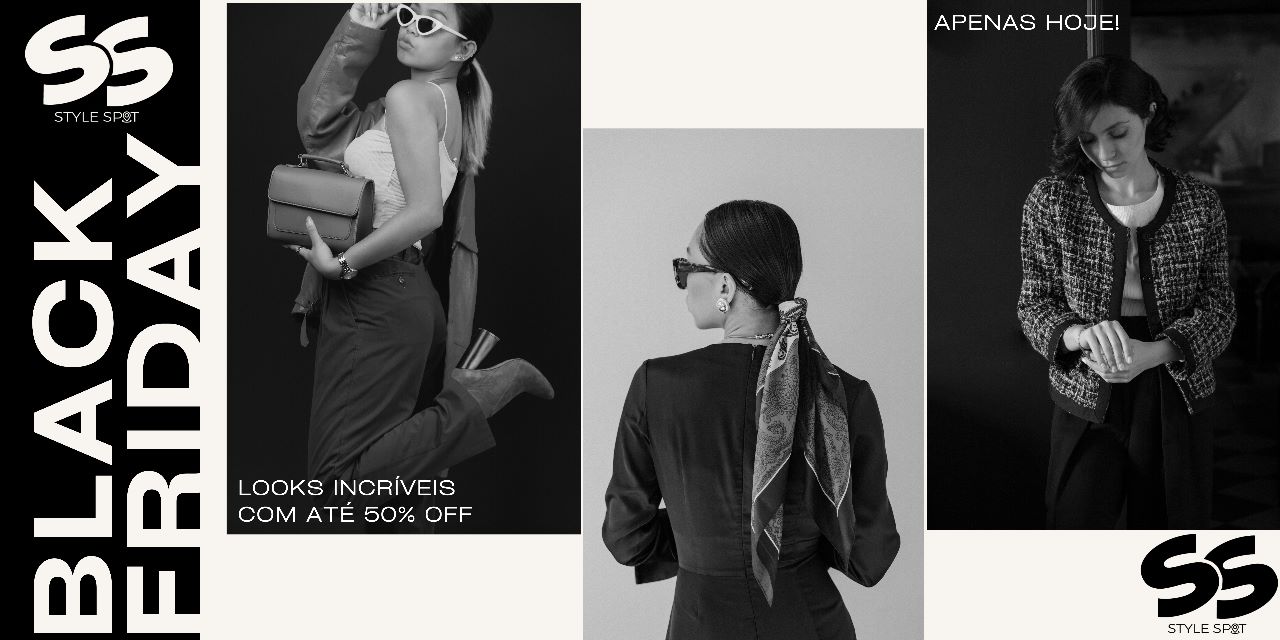 SS
STYLE SPOT
BLACK
FRIDAY
LOOKS INCRÍVEIS
COM ATÉ 50% OFF
APENAS HOJE!
SS
STYLE SPOT